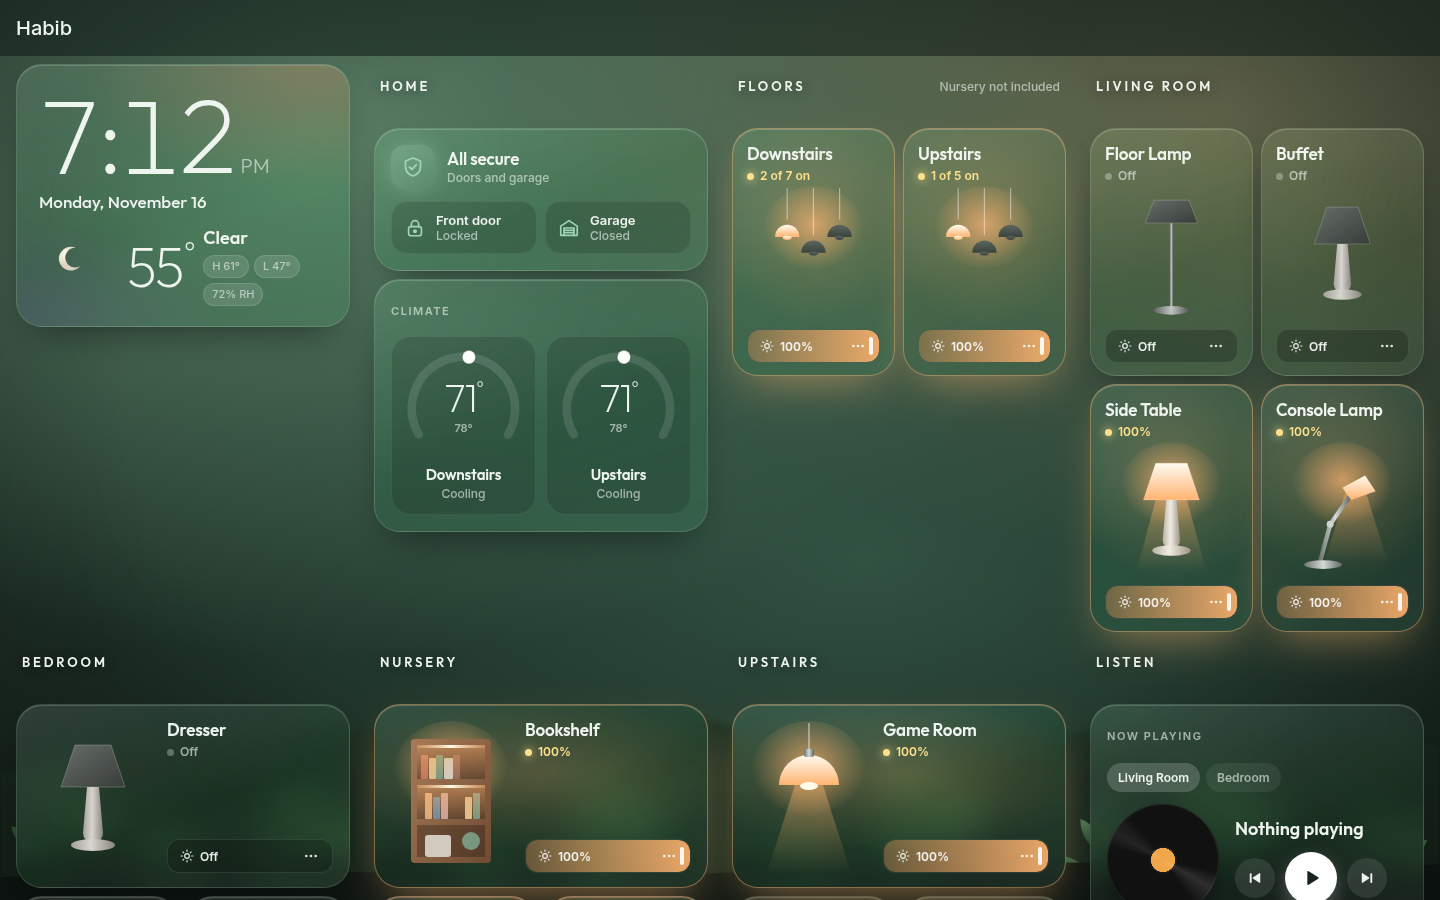 Habib
7:12 PM
Monday, November 16
55°
Clear
H 61° L 47°
72% RH
HOME
All secure
Doors and garage
Front door
Locked
Garage
Closed
CLIMATE
71°
78°
Downstairs
Cooling
71°
78°
Upstairs
Cooling
FLOORS
Nursery not included
Downstairs
2 of 7 on
100%
Upstairs
1 of 5 on
100%
LIVING ROOM
Floor Lamp
Off
Off
Buffet
Off
Off
Side Table
100%
100%
Console Lamp
100%
100%
BEDROOM
Dresser
Off
Off
NURSERY
Bookshelf
100%
100%
UPSTAIRS
Game Room
100%
100%
LISTEN
NOW PLAYING
Living Room Bedroom
Nothing playing